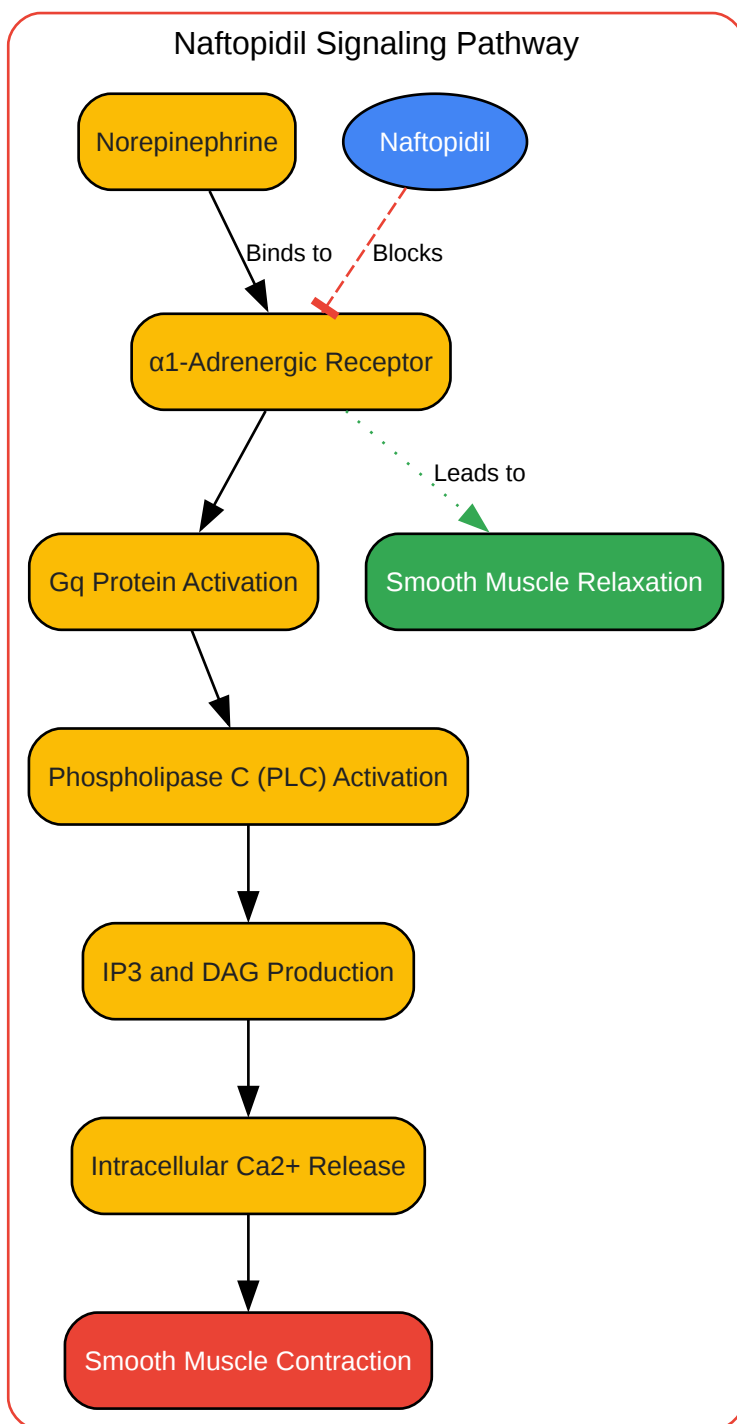 Naftopidil Signaling Pathway
Norepinephrine
Naftopidil
Binds to
Blocks
α1-Adrenergic Receptor
Leads to
Gq Protein Activation
Smooth Muscle Relaxation
Phospholipase C (PLC) Activation
IP3 and DAG Production
Intracellular Ca2+ Release
Smooth Muscle Contraction